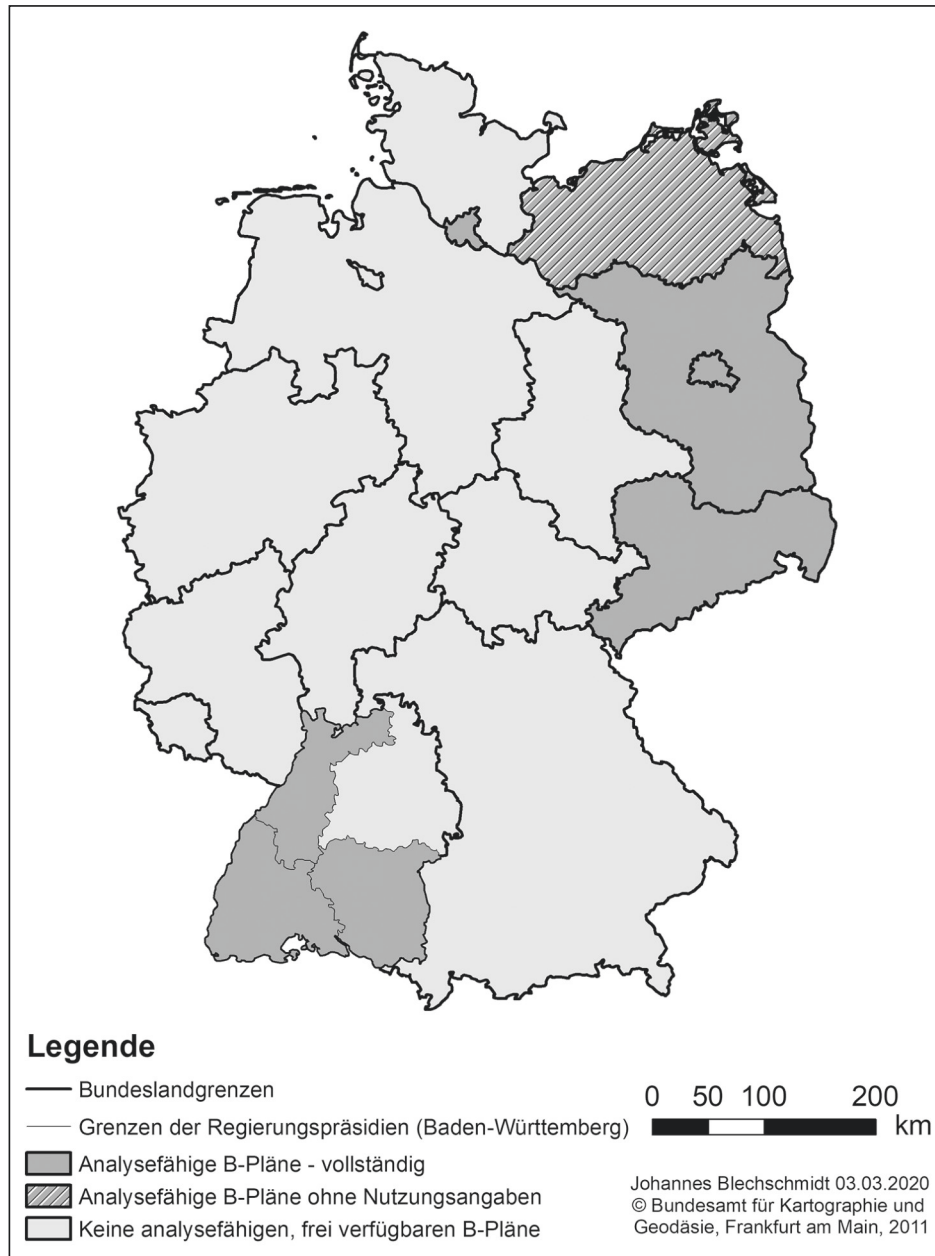 Legende
Bundeslandgrenzen
Grenzen der Regierungspräsidien (Baden-Württemberg)
Analysefähige B-Pläne - vollständig
Analysefähige B-Pläne ohne Nutzungsangaben
Keine analysefähigen, frei verfügbaren B-Pläne
0 50 100 200
km
Johannes Blechschmidt 03.03.2020
© Bundesamt für Kartographie und
Geodäsie, Frankfurt am Main, 2011